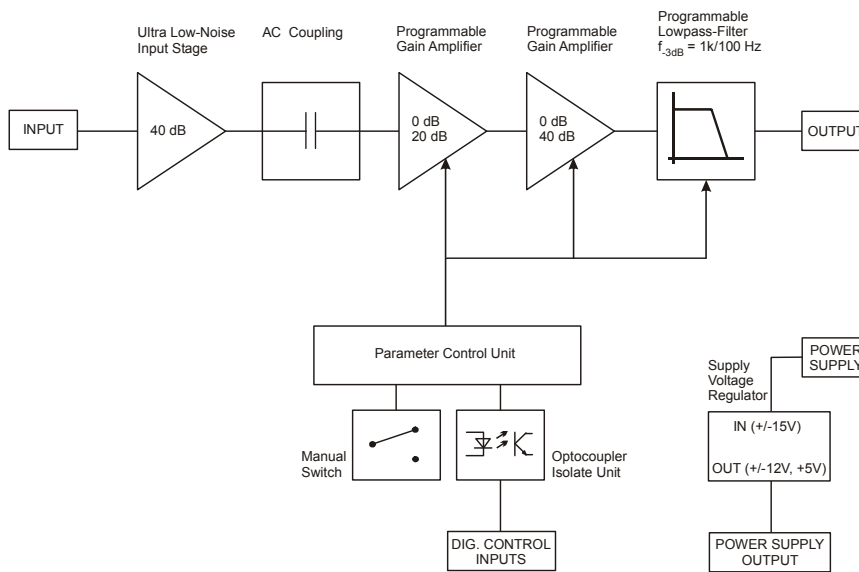 Ultra Low-Noise
Input Stage
AC Coupling
Programmable
Gain Amplifier
Programmable
Gain Amplifier
Programmable
Lowpass-Filter
f-3dB = 1k/100 Hz
INPUT
40 dB
0 dB
20 dB
0 dB
40 dB
OUTPUT
Parameter Control Unit
Manual
Switch
Optocoupler
Isolate Unit
DIG. CONTROL
INPUTS
POWER
SUPPLY
Supply
Voltage
Regulator
IN (+/-15V)
OUT (+/-12V, +5V)
POWER SUPPLY
OUTPUT